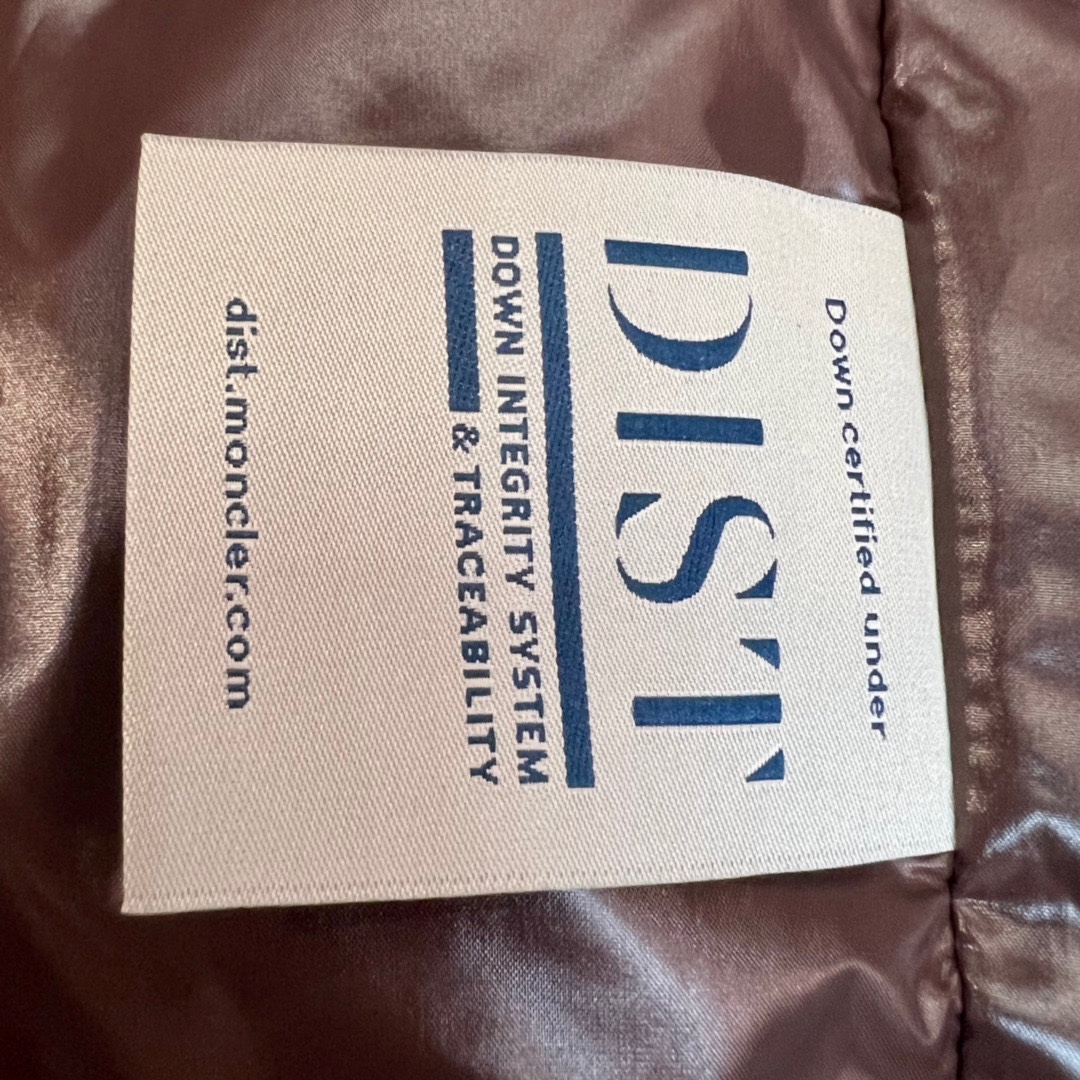 Down certified under
DIST
DOWN INTEGRITY SYSTEM
& TRACEABILITY
dist.moncler.com